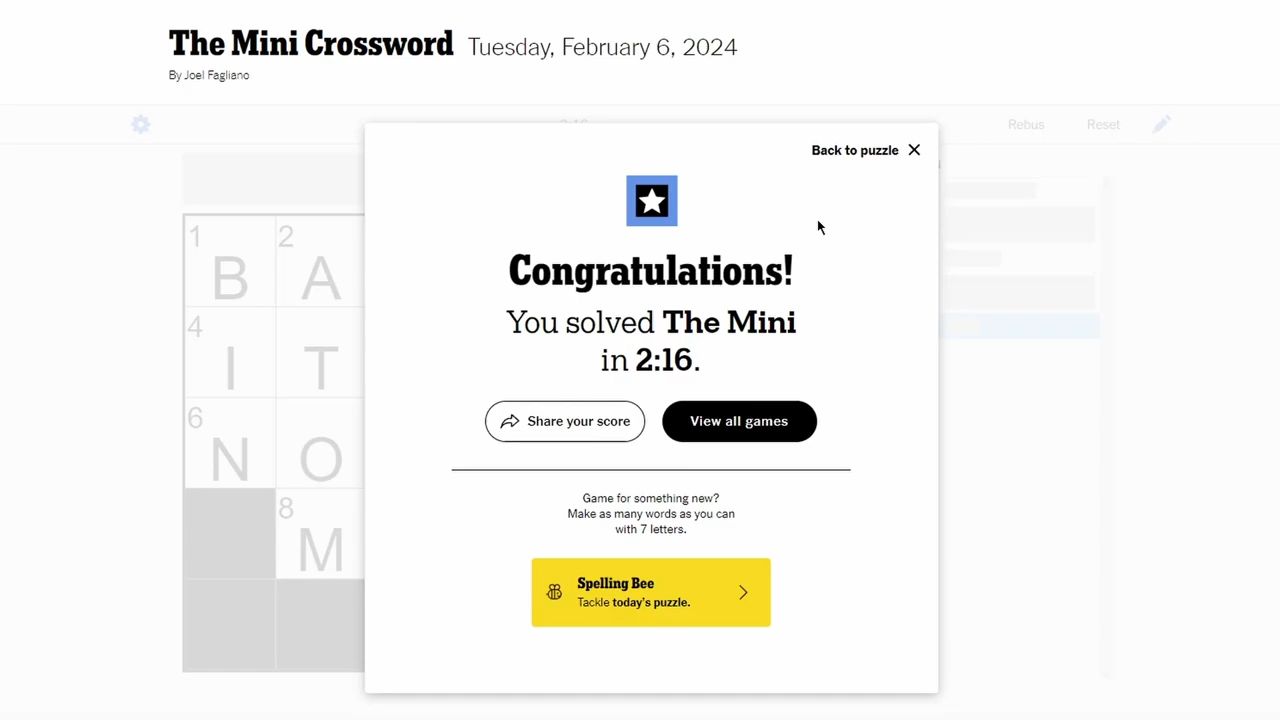 The Mini Crossword Tuesday, February 6, 2024
By Joel Fagliano
2:16
Rebus
Reset
Back to puzzle
Congratulations!
You solved The Mini
in 2:16.
Share your score
View all games
Game for something new?
Make as many words as you can
with 7 letters.
Spelling Bee
Tackle today's puzzle.
1 2
B A
4
I T
6
N O
8
M